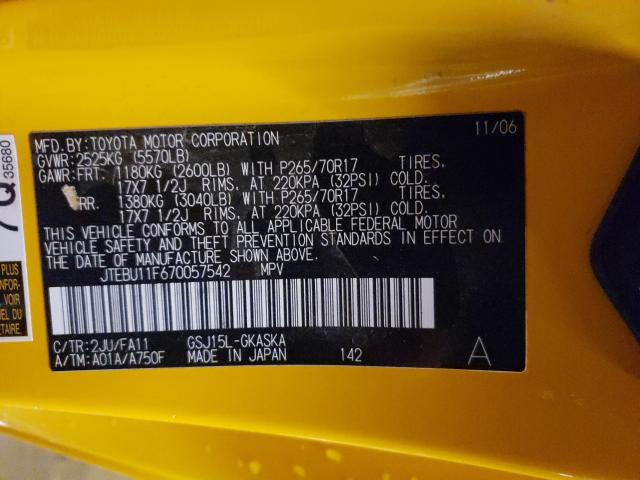 MFD.BY:TOYOTA MOTOR CORPORATION 11/06
GVWR:2525KG (5570LB)
GAWR:FRT. 1180KG (2600LB) WITH P265/70R17 TIRES.
17X7 1/2J RIMS. AT 220KPA (32PSI) COLD.
RR. 1380KG (3040LB) WITH P265/70R17 TIRES.
17X7 1/2J RIMS. AT 220KPA (32PSI) COLD.
THIS VEHICLE CONFORMS TO ALL APPLICABLE FEDERAL MOTOR
VEHICLE SAFETY AND THEFT PREVENTION STANDARDS IN EFFECT ON
THE DATE OF MANUFACTURE SHOWN ABOVE.
JTEBU11F670057542 MPV
C/TR:2JU/FA11 GSJ15L-GKASKA
A/TM:A01A/A750F MADE IN JAPAN 142 A
35680
PLUS
VOIR